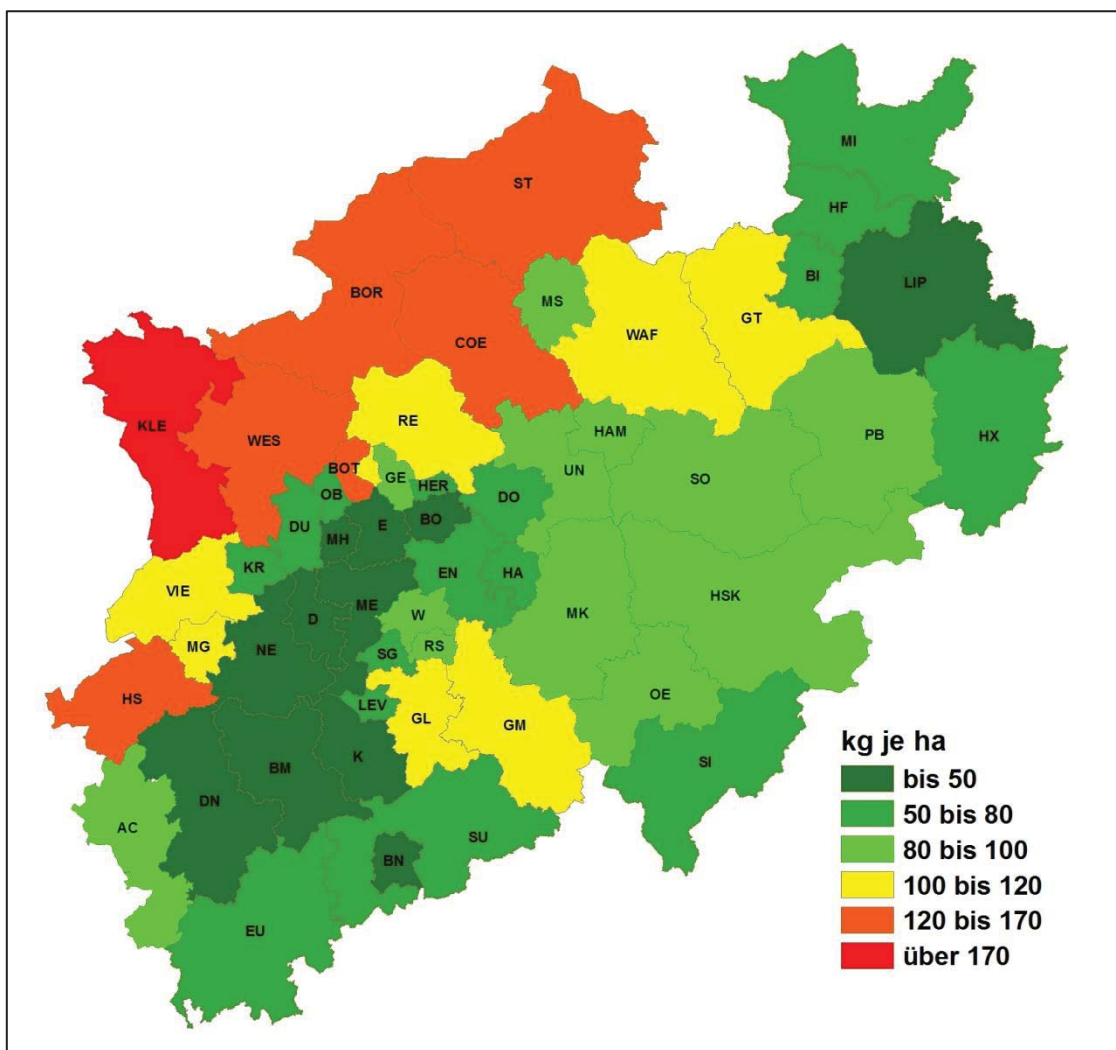 MI
ST
HF
BI
LIP
BOR
MS
GT
WAF
COE
KLE
RE
WES
HAM
PB
HX
BOT
GE
UN
SO
OB
HER
DO
DU
E
BO
MH
KR
EN
HA
VIE
ME
HSK
D
W
MK
MG
NE
SG
RS
OE
HS
LEV
GL
GM
K
BM
SI
DN
AC
SU
BN
EU
kg je ha
bis 50
50 bis 80
80 bis 100
100 bis 120
120 bis 170
über 170